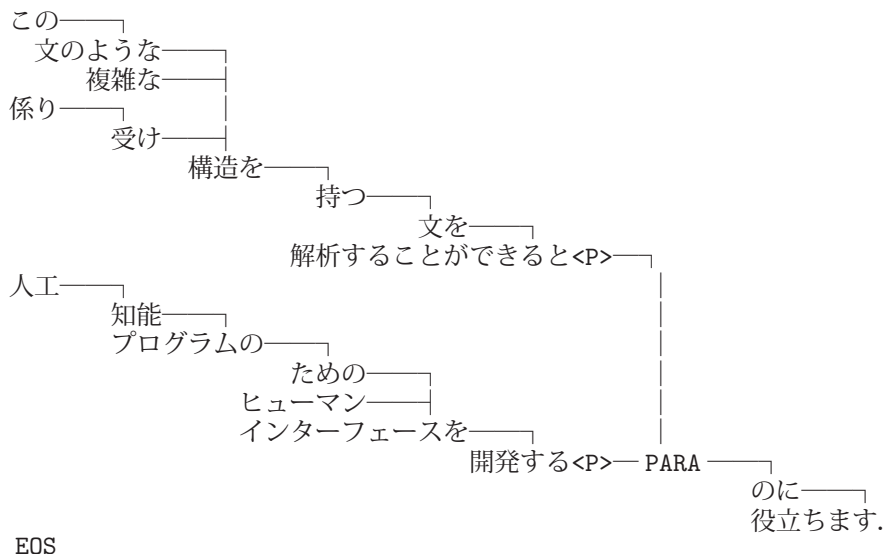 この
文のような
複雑な
係り
受け
構造を
持つ
文を
解析することができると<P>
人工
知能
プログラムの
ための
ヒューマン
インターフェースを
開発する<P> PARA
のに
役立ちます.
EOS